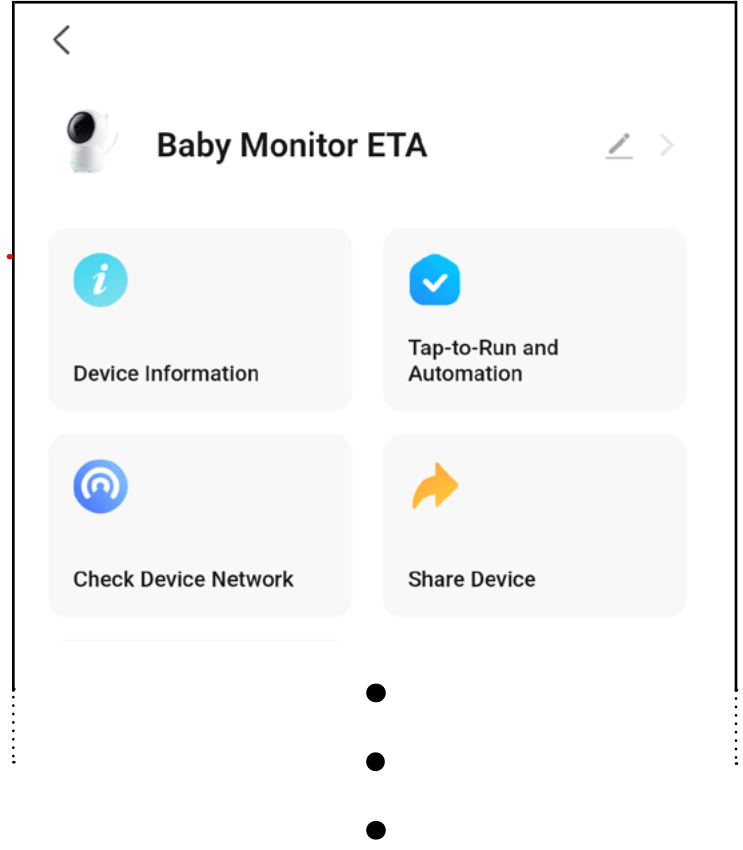 Baby Monitor ETA
Device Information
Tap-to-Run and
Automation
Check Device Network
Share Device